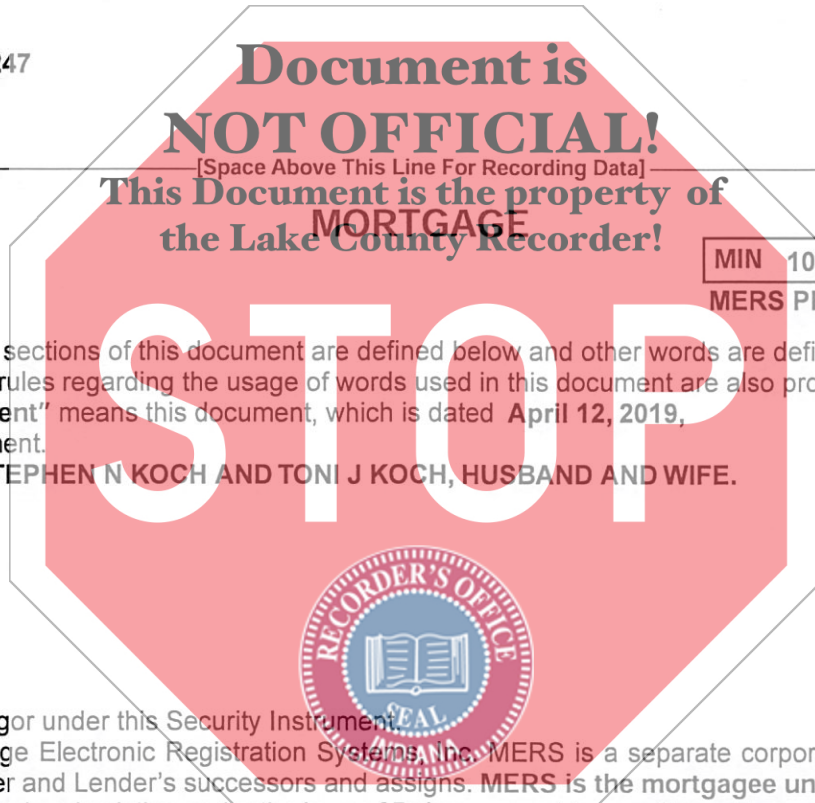 247
Document is
NOT OFFICIAL!
[Space Above This Line For Recording Data]
This Document is the property of
MORTGAGE
the Lake County Recorder!
MIN 10
MERS
sections of this document are defined below and other words are defi
rules regarding the usage of words used in this document are also pro
ent" means this document, which is dated April 12, 2019,
ent.
TEPHEN N KOCH AND TONI J KOCH, HUSBAND AND WIFE.
STOP
RECORDER'S OFFICE
SEAL
INDIANA
gor under this Security Instrument.
ge Electronic Registration Systems, Inc. MERS is a separate corpor
er and Lender's successors and assigns. MERS is the mortgagee un